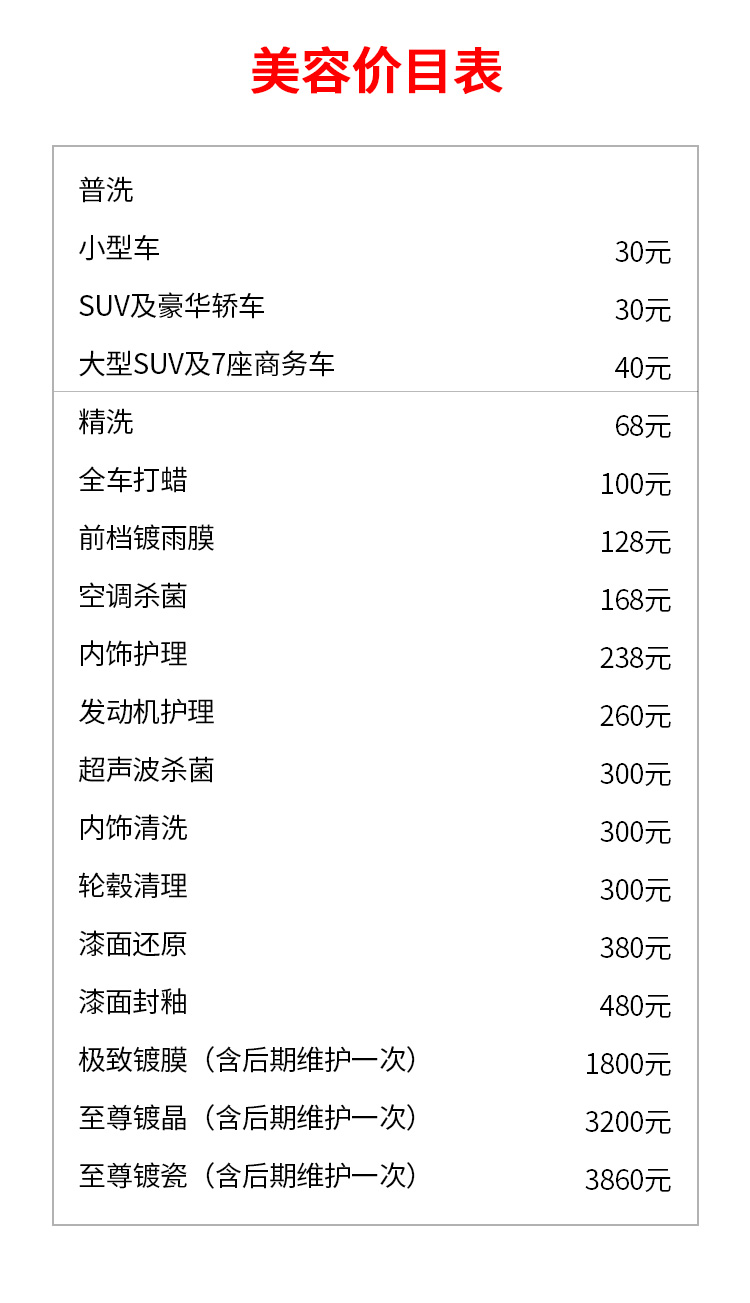 美容价目表
普洗
小型车 30元
SUV及豪华轿车 30元
大型SUV及7座商务车 40元
精洗 68元
全车打蜡 100元
前档镀雨膜 128元
空调杀菌 168元
内饰护理 238元
发动机护理 260元
超声波杀菌 300元
内饰清洗 300元
轮毂清理 300元
漆面还原 380元
漆面封釉 480元
极致镀膜（含后期维护一次） 1800元
至尊镀晶（含后期维护一次） 3200元
至尊镀瓷（含后期维护一次） 3860元